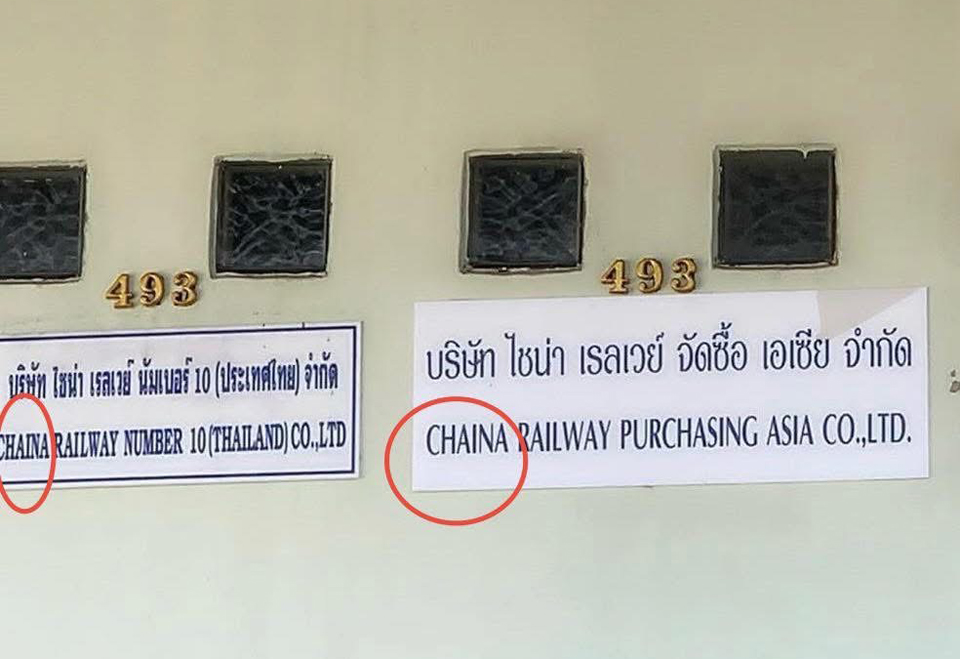 493
บริษัท ไชน่า เรลเวย์ นัมเบอร์ 10 (ประเทศไทย) จำกัด
CHAINA RAILWAY NUMBER 10 (THAILAND) CO.,LTD
493
บริษัท ไชน่า เรลเวย์ จัดซื้อ เอเซีย จำกัด
CHAINA RAILWAY PURCHASING ASIA CO.,LTD.